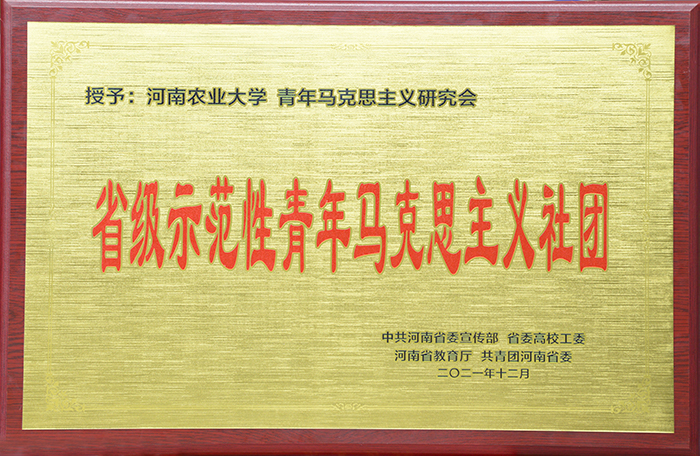 授予：河南农业大学 青年马克思主义研究会
省级示范性青年马克思主义社团
中共河南省委宣传部 省委高校工委
河南省教育厅 共青团河南省委
二〇二一年十二月